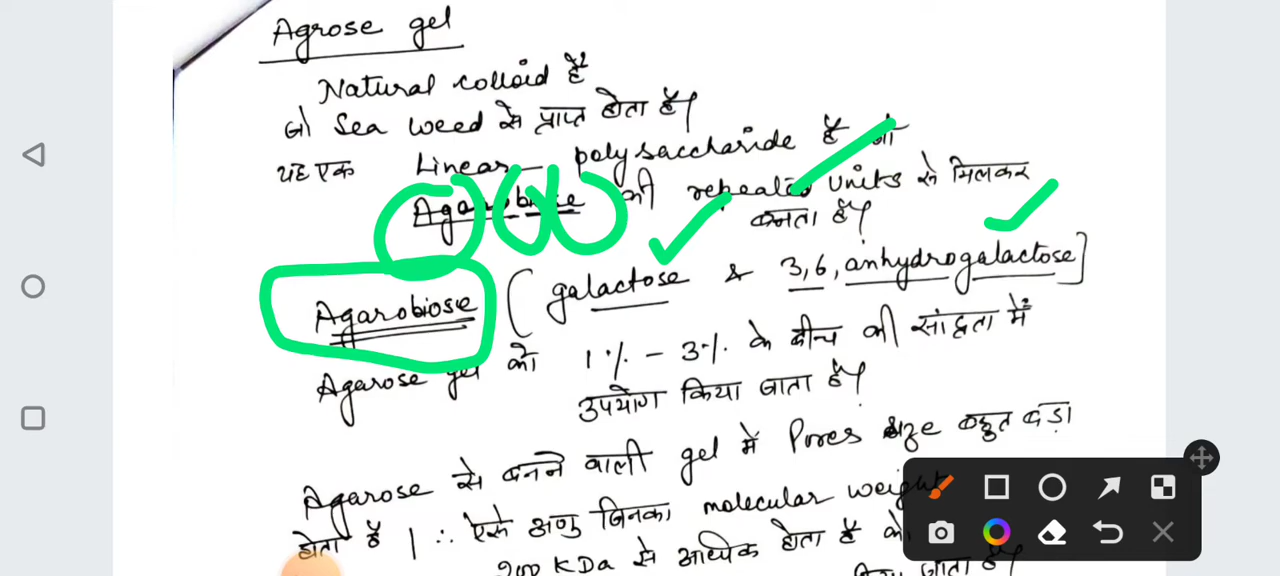 Agrose gel
Natural colloid है
जो Sea weed से प्राप्त होता है।
यह एक Linear polysaccharide है जो
Agarobiose की repeated units से मिलकर
बनता है।
Agarobiose (galactose & 3,6, anhydrogalactose]
Agarose gel को 1% - 3% के बीच की सांद्रता में
उपयोग किया जाता है।
Agarose से बनने वाली gel में Pores size बहुत बड़ा
होता है। ∴ ऐसे अणु जिनका molecular weight
200 KDa से अधिक होता है को
जाता है।